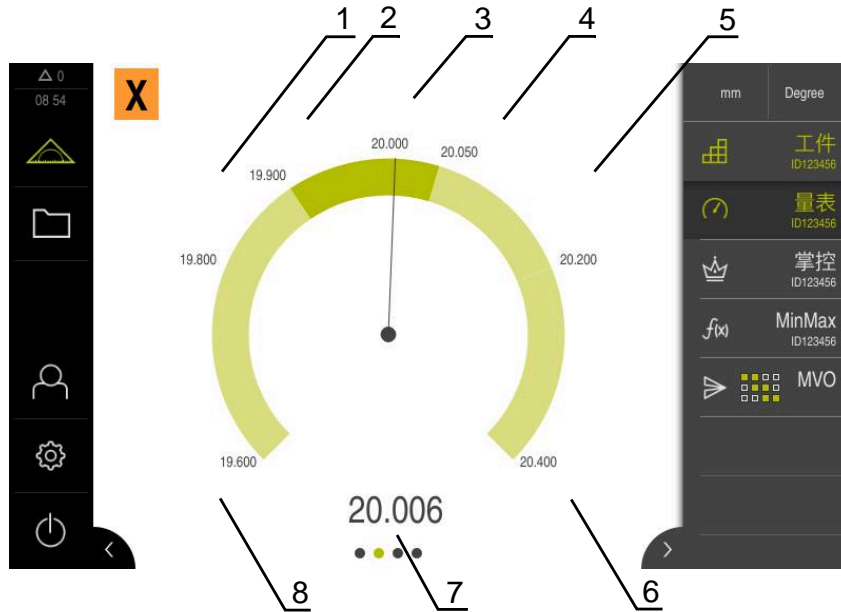 1
2
3
4
5
0
08 54
X
mm
Degree
20.000
20.050
19.900
19.800
20.200
19.600
20.400
20.006
工件
ID123456
量表
ID123456
掌控
ID123456
f(x)
MinMax
ID123456
MVO
8
7
6